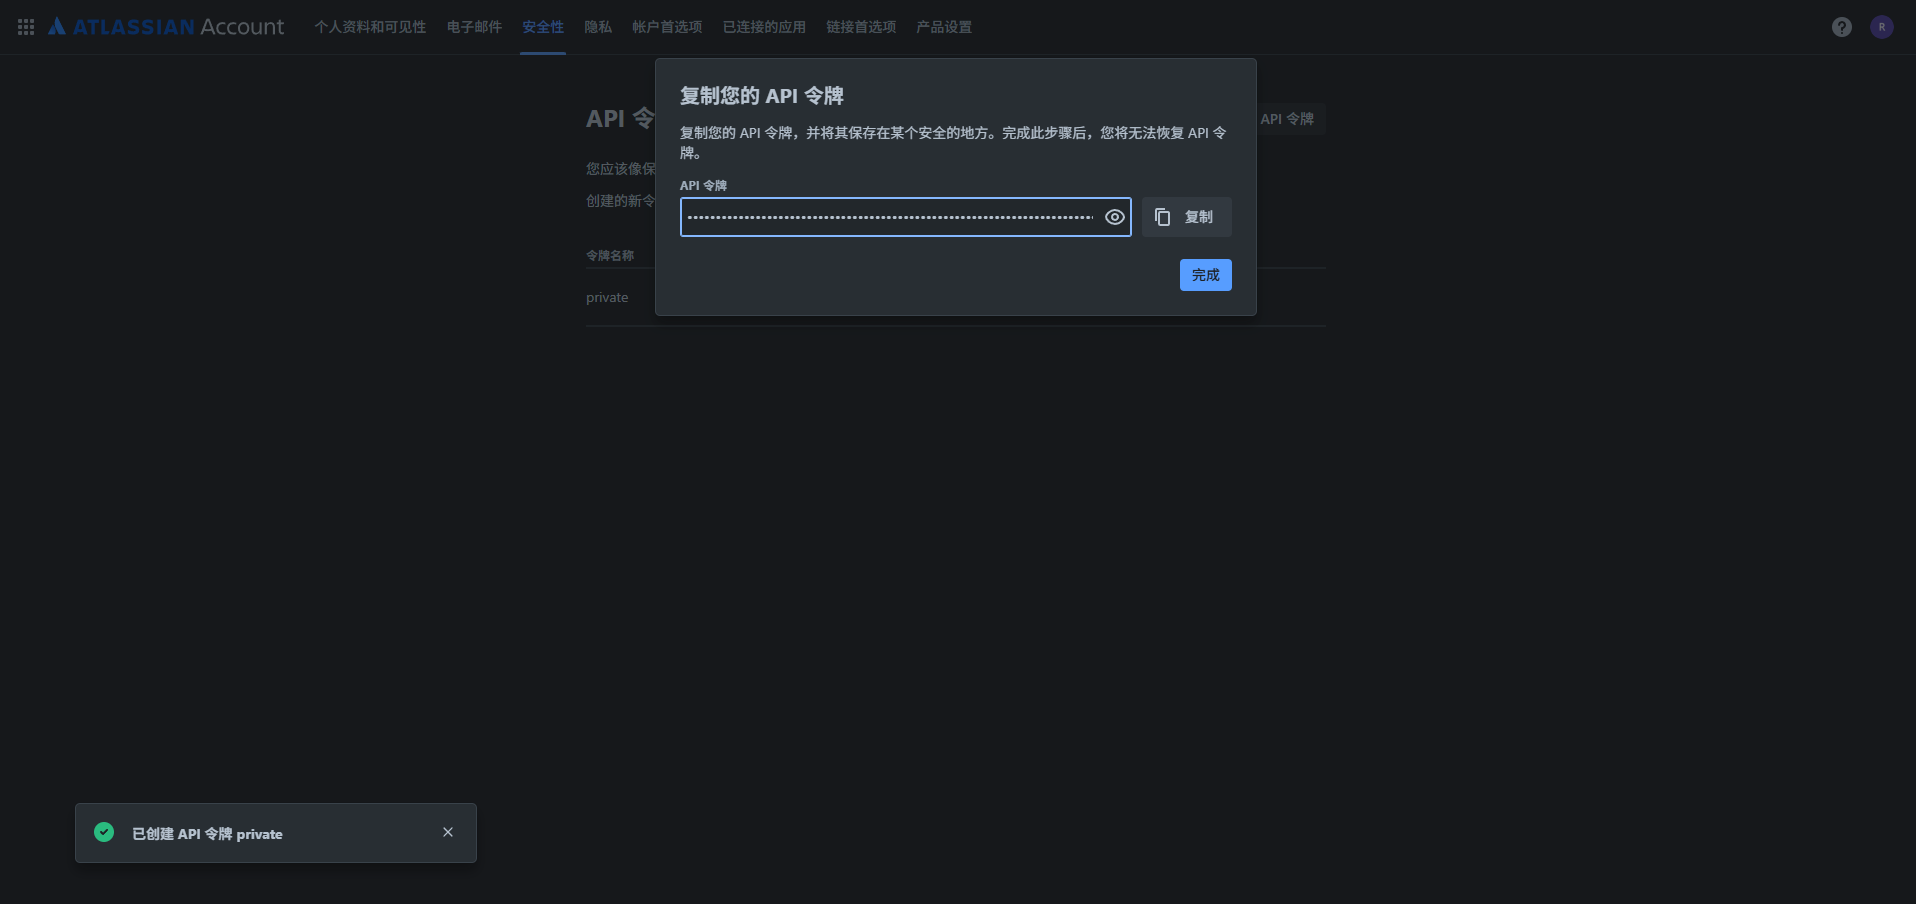 ATLASSIAN Account 个人资料和可见性 电子邮件 安全性 隐私 帐户首选项 已连接的应用 链接首选项 产品设置 R
复制您的 API 令牌
API 令
API 令牌
复制您的 API 令牌，并将其保存在某个安全的地方。完成此步骤后，您将无法恢复 API 令
牌。
您应该像保
API 令牌
创建的新令
复制
令牌名称
完成
private
已创建 API 令牌 private